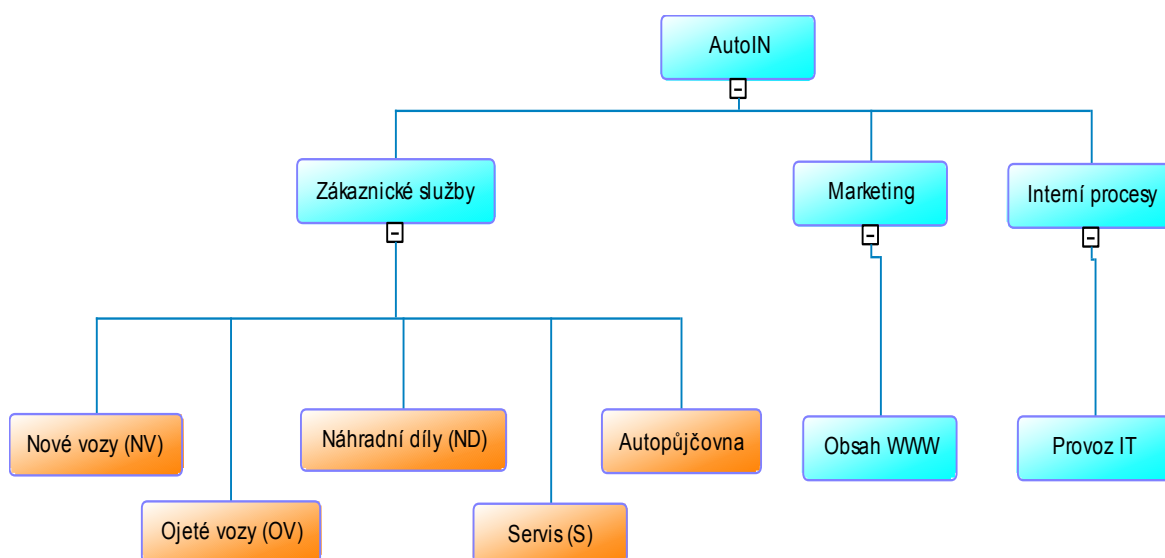 AutoIN
Zákaznické služby
Marketing
Interní procesy
Nové vozy (NV)
Náhradní díly (ND)
Autopůjčovna
Obsah WWW
Provoz IT
Ojeté vozy (OV)
Servis (S)